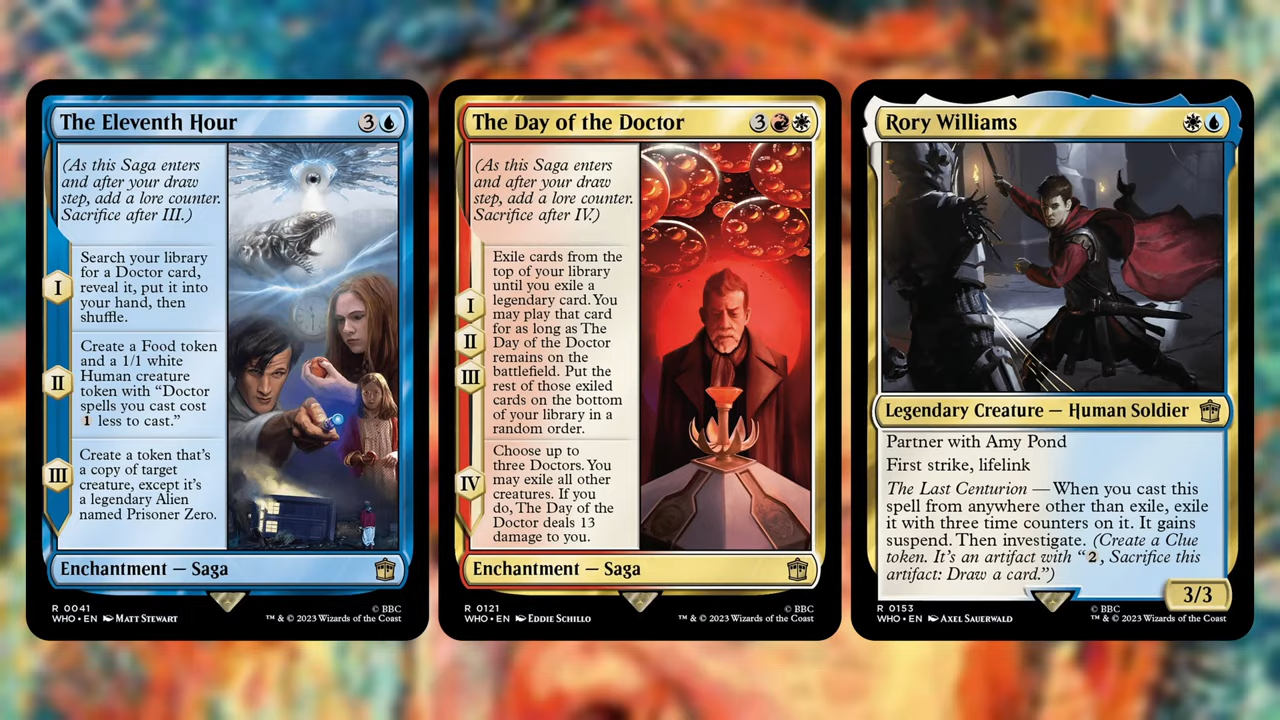 The Eleventh Hour 3
(As this Saga enters
and after your draw
step, add a lore counter.
Sacrifice after III.)
I
Search your library
for a Doctor card,
reveal it, put it into
your hand, then
shuffle.
II
Create a Food token
and a 1/1 white
Human creature
token with “Doctor
spells you cast cost
1 less to cast.”
III
Create a token that’s
a copy of target
creature, except it’s
a legendary Alien
named Prisoner Zero.
Enchantment — Saga
R 0041
WHO • EN Matt Stewart
© BBC
™ & © 2023 Wizards of the Coast
The Day of the Doctor 3
(As this Saga enters
and after your draw
step, add a lore counter.
Sacrifice after IV.)
I
II
III
Exile cards from the
top of your library
until you exile a
legendary card. You
may play that card
for as long as The
Day of the Doctor
remains on the
battlefield. Put the
rest of those exiled
cards on the bottom
of your library in a
random order.
IV
Choose up to
three Doctors. You
may exile all other
creatures. If you
do, The Day of the
Doctor deals 13
damage to you.
Enchantment — Saga
R 0121
WHO • EN Eddie Schillo
© BBC
™ & © 2023 Wizards of the Coast
Rory Williams
Legendary Creature — Human Soldier
Partner with Amy Pond
First strike, lifelink
The Last Centurion — When you cast this
spell from anywhere other than exile, exile
it with three time counters on it. It gains
suspend. Then investigate. (Create a Clue
token. It’s an artifact with “2, Sacrifice this
artifact: Draw a card.”)
3/3
R 0153
WHO • EN Axel Sauerwald
© BBC
™ & © 2023 Wizards of the Coast